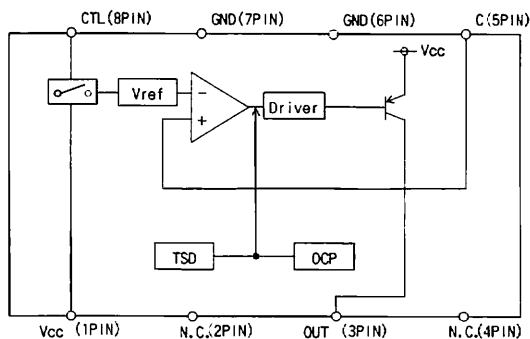 CTL(8PIN) GND(7PIN) GND(6PIN) C(5PIN)
Vcc
Vref
-
+
Driver
TSD OCP
Vcc (1PIN) N.C.(2PIN) OUT (3PIN) N.C.(4PIN)